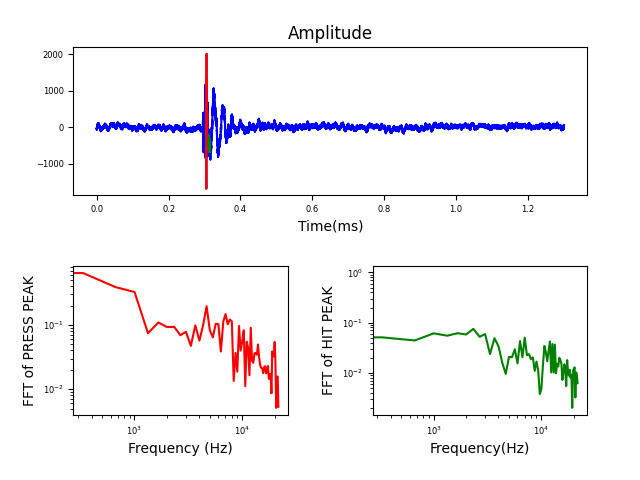 Amplitude
2000
1000
0
−1000
0.0 0.2 0.4 0.6 0.8 1.0 1.2
Time(ms)
FFT of PRESS PEAK
10⁻¹
10⁻²
10³ 10⁴
Frequency (Hz)
FFT of HIT PEAK
10⁰
10⁻¹
10⁻²
10³ 10⁴
Frequency(Hz)